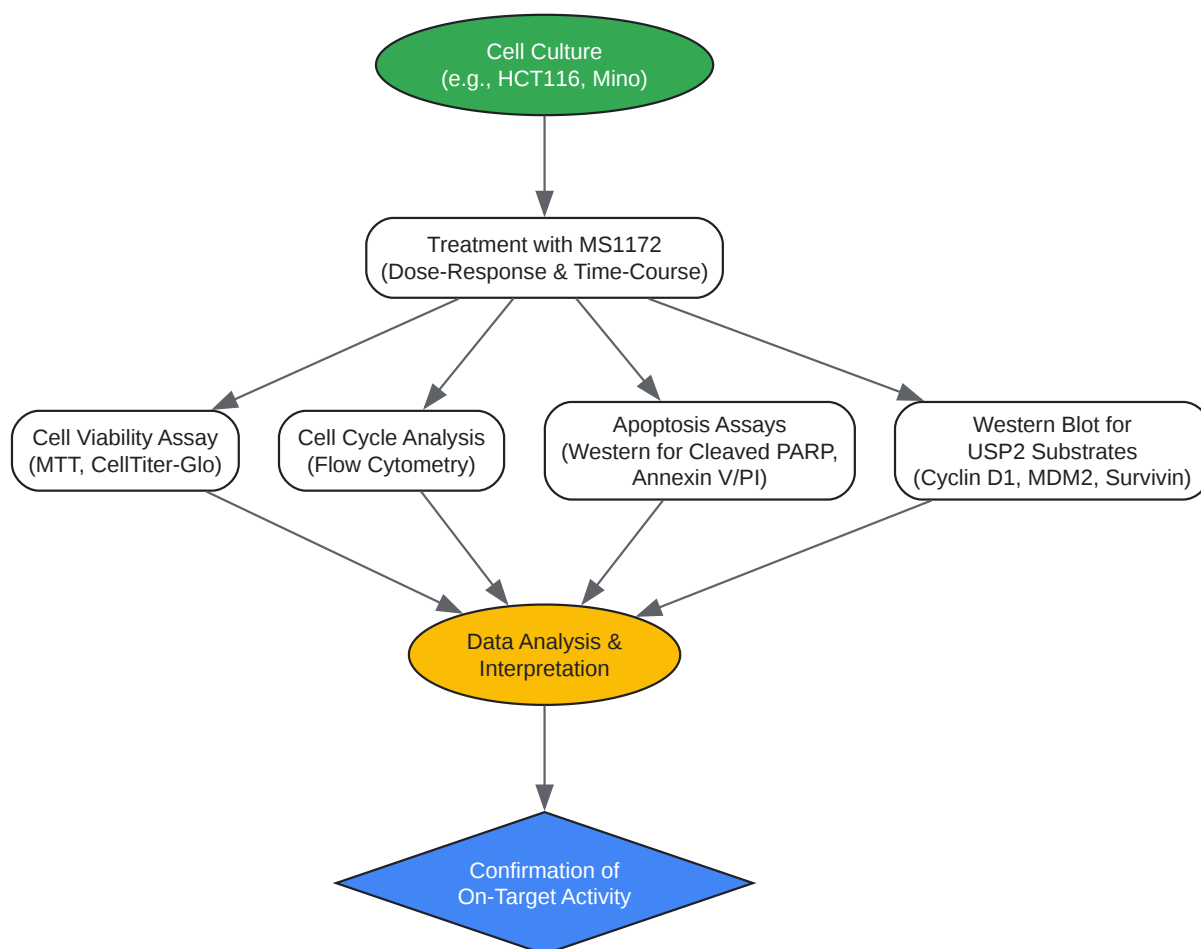 Cell Culture
(e.g., HCT116, Mino)
Treatment with MS1172
(Dose-Response & Time-Course)
Cell Viability Assay
(MTT, CellTiter-Glo)
Cell Cycle Analysis
(Flow Cytometry)
Apoptosis Assays
(Western for Cleaved PARP,
Annexin V/PI)
Western Blot for
USP2 Substrates
(Cyclin D1, MDM2, Survivin)
Data Analysis &
Interpretation
Confirmation of
On-Target Activity